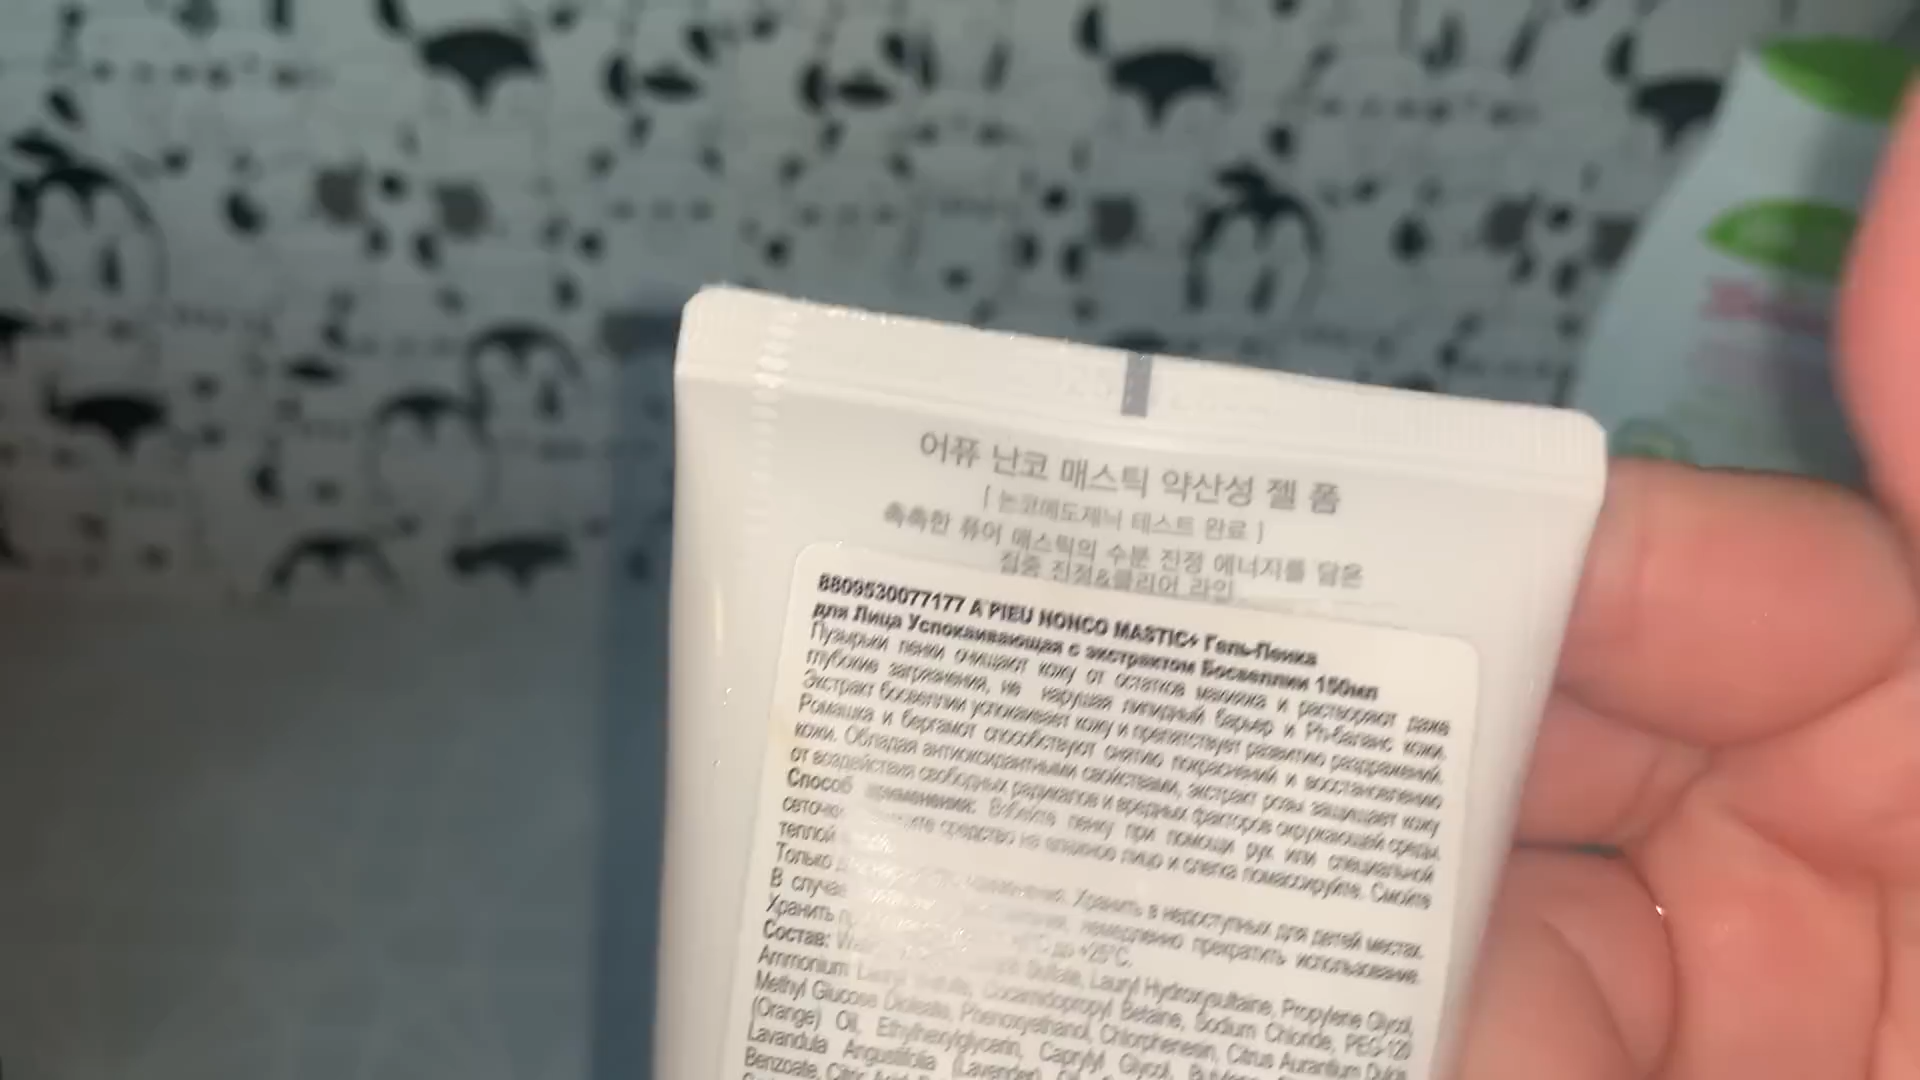 어퓨 난코 매스틱 약산성 젤 폼
[ 논코메도제닉 테스트 완료 ]
촉촉한 퓨어 매스틱의 수분 진정 에너지를 담은
집중 진정&클리어 라인
8809530077177 A'PIEU NONCO MASTIC+ Гель-Пенка
для Лица Успокаивающая с экстрактом Босвеллии 150мл
Пузырьки пенки очищают кожу от остатков макияжа и растворяют даже
глубокие загрязнения, не нарушая липидный барьер и Ph-баланс кожи.
Экстракт босвеллии успокаивает кожу и препятствует развитию раздражений.
Ромашка и бергамот способствуют снятию покраснений и восстановлению
кожи. Обладая антиоксидантными свойствами, экстракт розы защищает кожу
от воздействия свободных радикалов и вредных факторов окружающей среды.
Способ применения: Взбейте пенку при помощи рук или специальной
средство на влажное лицо и слегка помассируйте. Смойте
теплой
Только применения. Хранить в недоступных для детей местах.
В случае немедленно прекратить использование.
Хранить до +25°C.
Состав: Sulfate, Lauryl Hydroxysultaine, Propylene Glycol,
Ammonium Cocamidopropyl Betaine, Sodium Chloride, PEG-120
Methyl Glucose Dioleate, Phenoxyethanol, Chlorphenesin, Citrus Aurantium Dulcis
(Orange) Oil, Ethylhexylglycerin, Caprylyl Glycol,
Lavandula Angustifolia (Lavender)
Benzoate, Citric